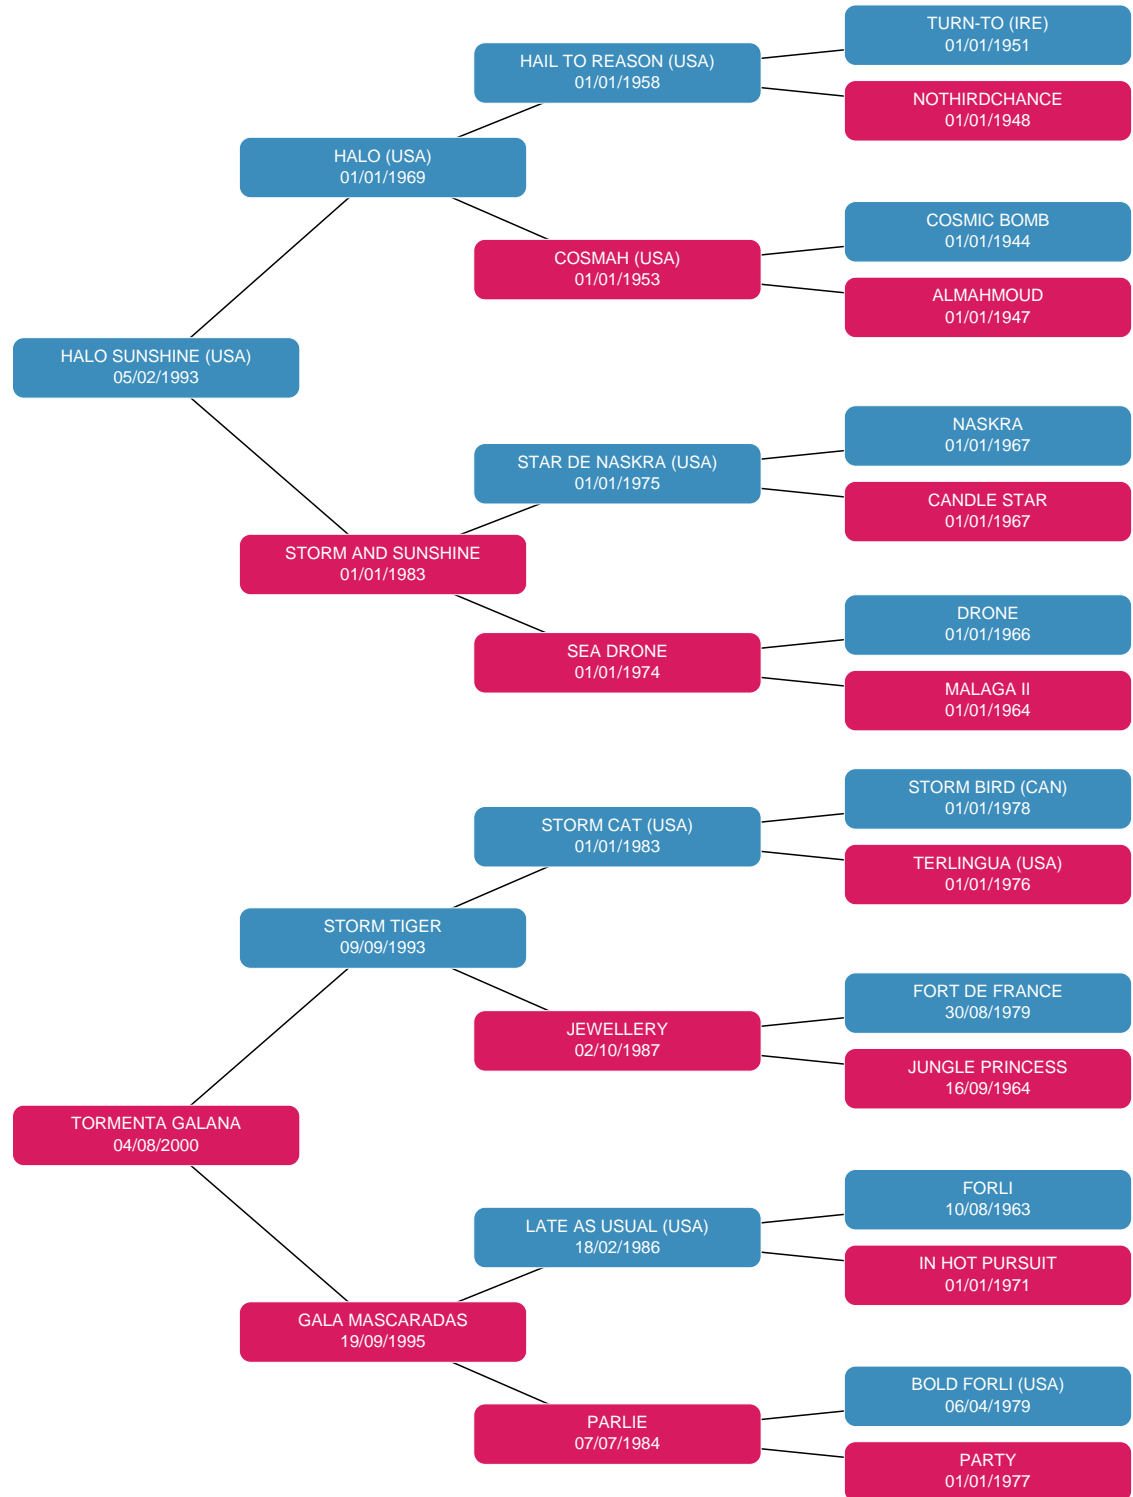 TURN-TO (IRE)
01/01/1951
HAIL TO REASON (USA)
01/01/1958
NOTHIRDCHANCE
01/01/1948
HALO (USA)
01/01/1969
COSMIC BOMB
01/01/1944
COSMAH (USA)
01/01/1953
ALMAHMOUD
01/01/1947
HALO SUNSHINE (USA)
05/02/1993
NASKRA
01/01/1967
STAR DE NASKRA (USA)
01/01/1975
CANDLE STAR
01/01/1967
STORM AND SUNSHINE
01/01/1983
DRONE
01/01/1966
SEA DRONE
01/01/1974
MALAGA II
01/01/1964
STORM BIRD (CAN)
01/01/1978
STORM CAT (USA)
01/01/1983
TERLINGUA (USA)
01/01/1976
STORM TIGER
09/09/1993
FORT DE FRANCE
30/08/1979
JEWELLERY
02/10/1987
JUNGLE PRINCESS
16/09/1964
TORMENTA GALANA
04/08/2000
FORLI
10/08/1963
LATE AS USUAL (USA)
18/02/1986
IN HOT PURSUIT
01/01/1971
GALA MASCARADAS
19/09/1995
BOLD FORLI (USA)
06/04/1979
PARLIE
07/07/1984
PARTY
01/01/1977